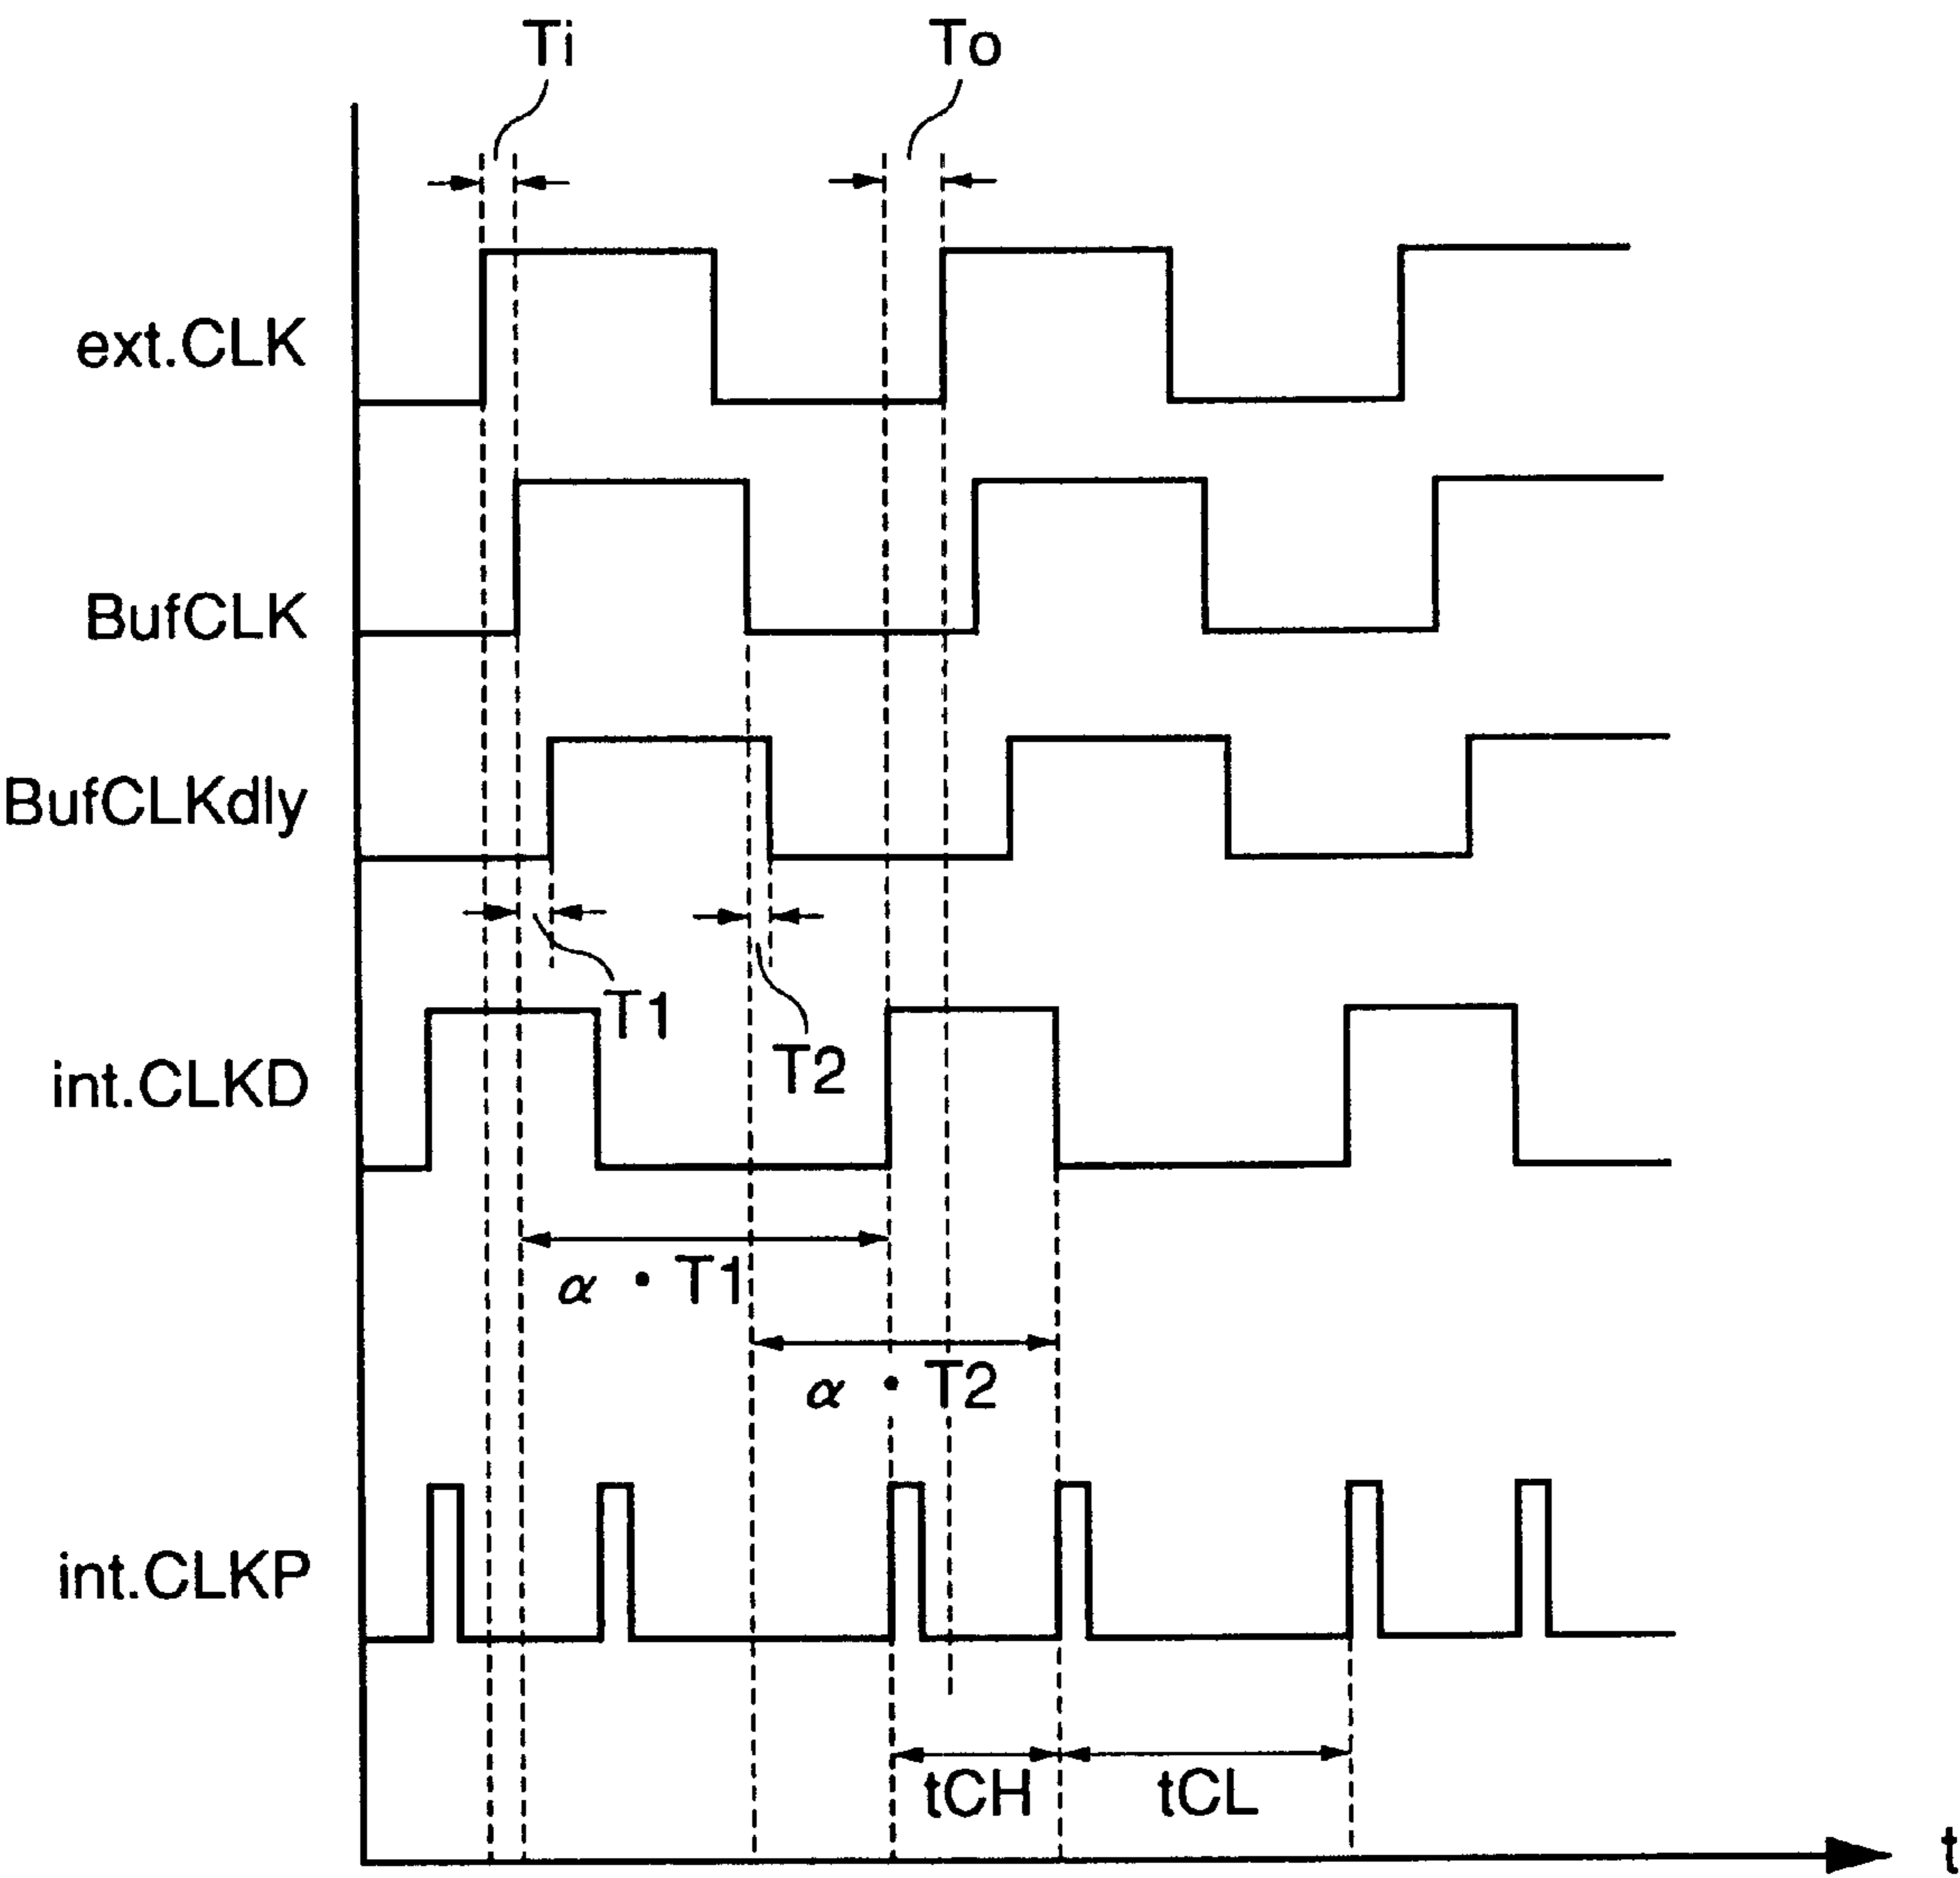 Ti
To
ext.CLK
BufCLK
BufCLKdly
T1
T2
int.CLKD
α · T1
α · T2
int.CLKP
tCH
tCL
t